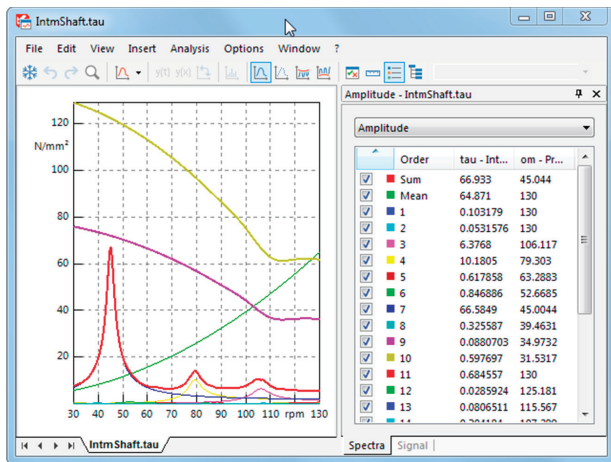 IntmShaft.tau
File Edit View Insert Analysis Options Window ?
y(t) y(x)
Amplitude - IntmShaft.tau
Amplitude
Order tau - Int... om - Pr...
Sum 66.933 45.044
Mean 64.871 130
1 0.103179 130
2 0.0531576 130
3 6.3768 106.117
4 10.1805 79.303
5 0.617858 63.2883
6 0.846886 52.6685
7 66.5849 45.0044
8 0.325587 39.4631
9 0.0880703 34.9732
10 0.597697 31.5317
11 0.684557 130
12 0.285924 125.181
13 0.0806511 115.567
120
N/mm²
100
80
60
40
20
30 40 50 60 70 80 90 100 110 rpm 130
IntmShaft.tau
Spectra Signal